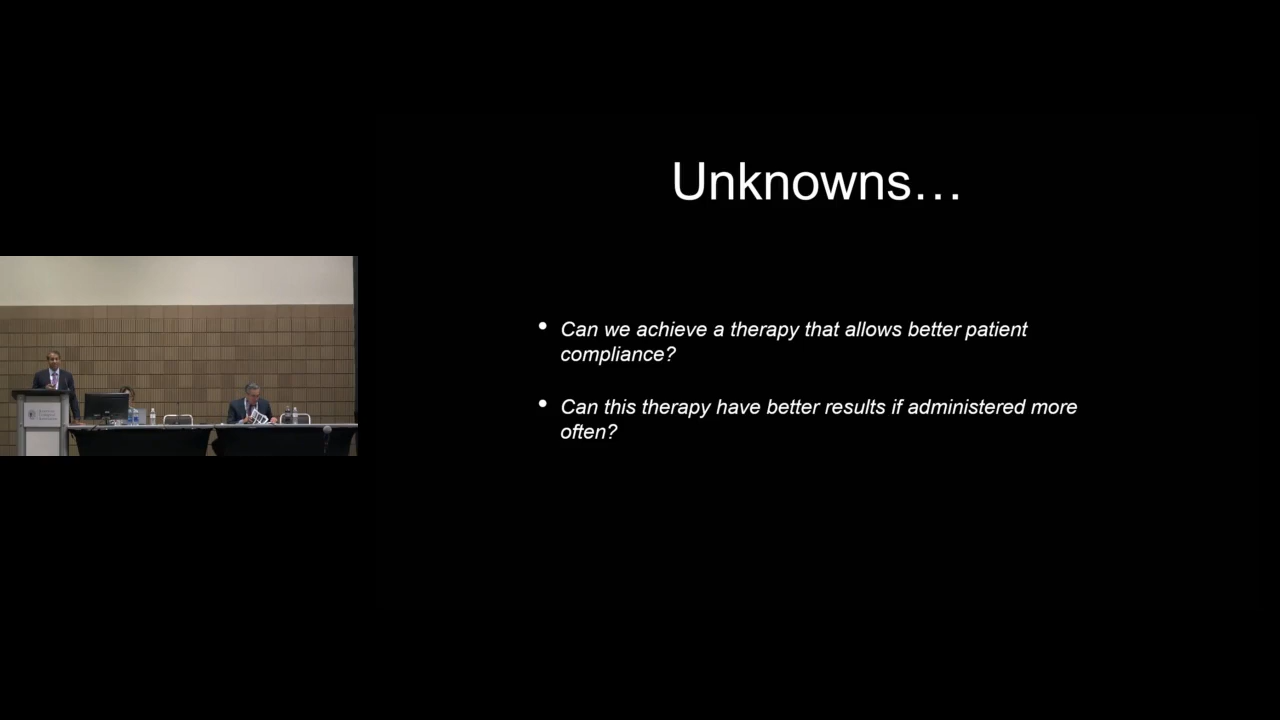 Unknowns…
• Can we achieve a therapy that allows better patient
compliance?
• Can this therapy have better results if administered more
often?